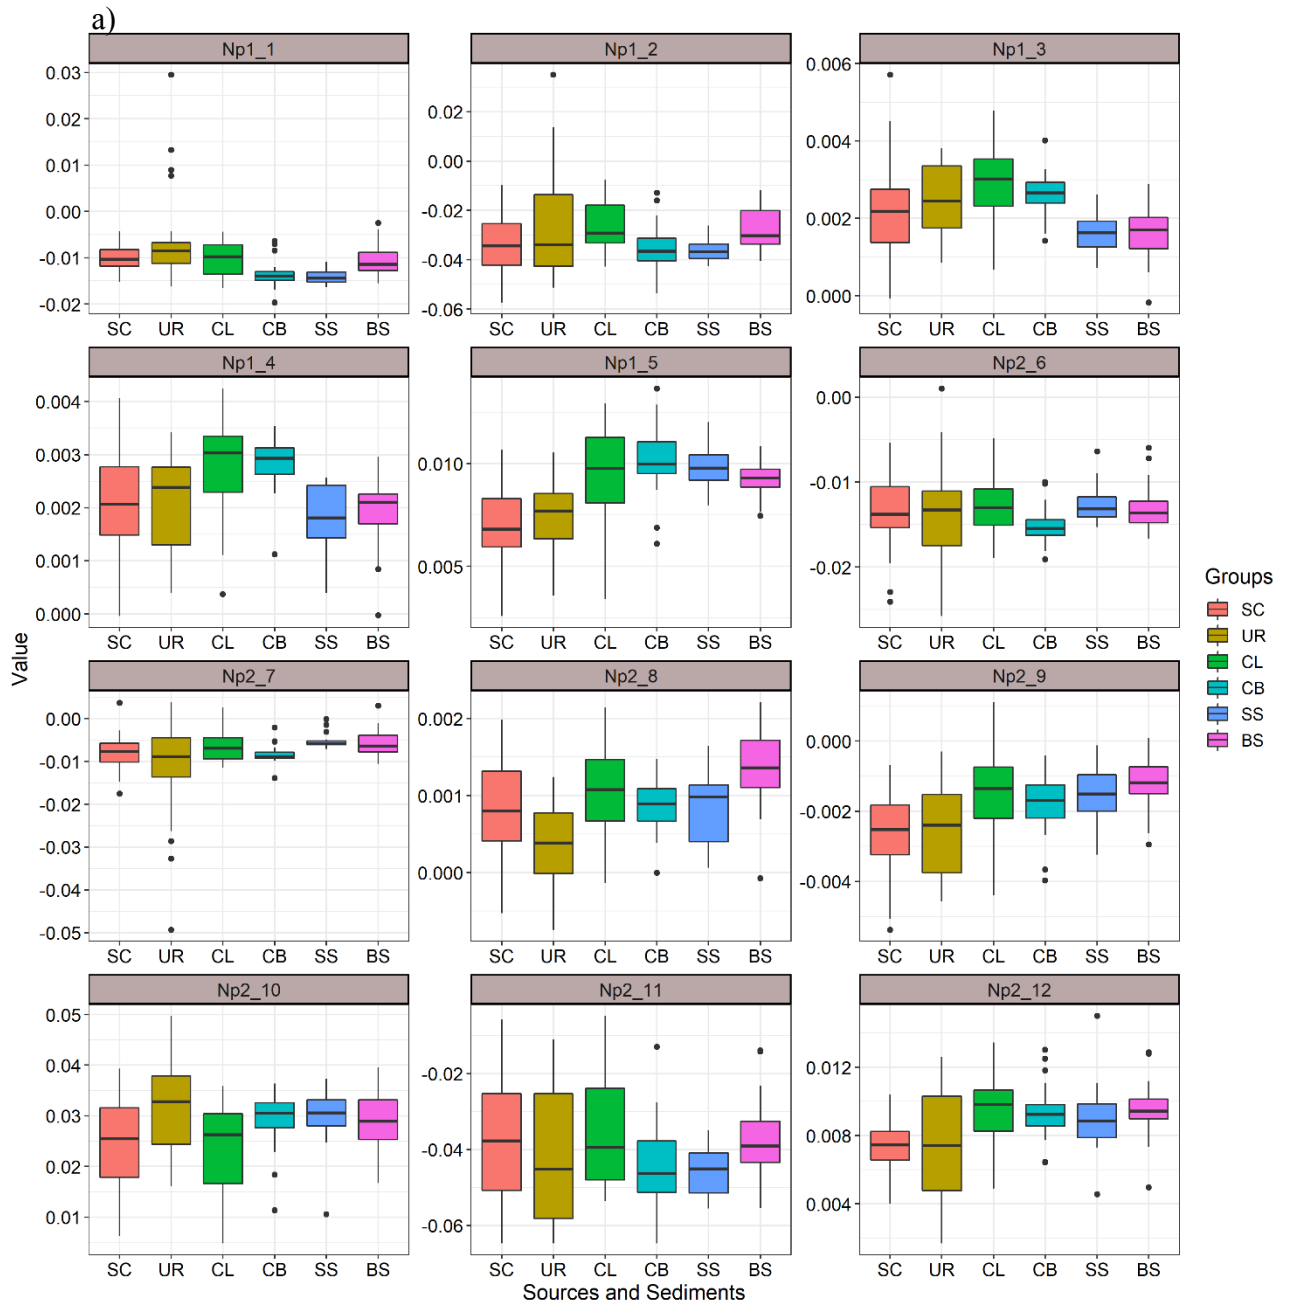 a)
Np1_1 Np1_2 Np1_3
0.03
0.02
0.01
0.00
-0.01
-0.02
0.02
0.00
-0.02
-0.04
-0.06
0.006
0.004
0.002
0.000
SC UR CL CB SS BS SC UR CL CB SS BS SC UR CL CB SS BS
Np1_4 Np1_5 Np2_6
0.004
0.003
0.002
0.001
0.000
0.010
0.005
0.00
-0.01
-0.02
SC UR CL CB SS BS SC UR CL CB SS BS SC UR CL CB SS BS
Np2_7 Np2_8 Np2_9
0.00
-0.01
-0.02
-0.03
-0.04
-0.05
0.002
0.001
0.000
0.000
-0.002
-0.004
SC UR CL CB SS BS SC UR CL CB SS BS SC UR CL CB SS BS
Np2_10 Np2_11 Np2_12
0.05
0.04
0.03
0.02
0.01
-0.02
-0.04
-0.06
0.012
0.008
0.004
SC UR CL CB SS BS SC UR CL CB SS BS SC UR CL CB SS BS
Value
Sources and Sediments
Groups
SC
UR
CL
CB
SS
BS